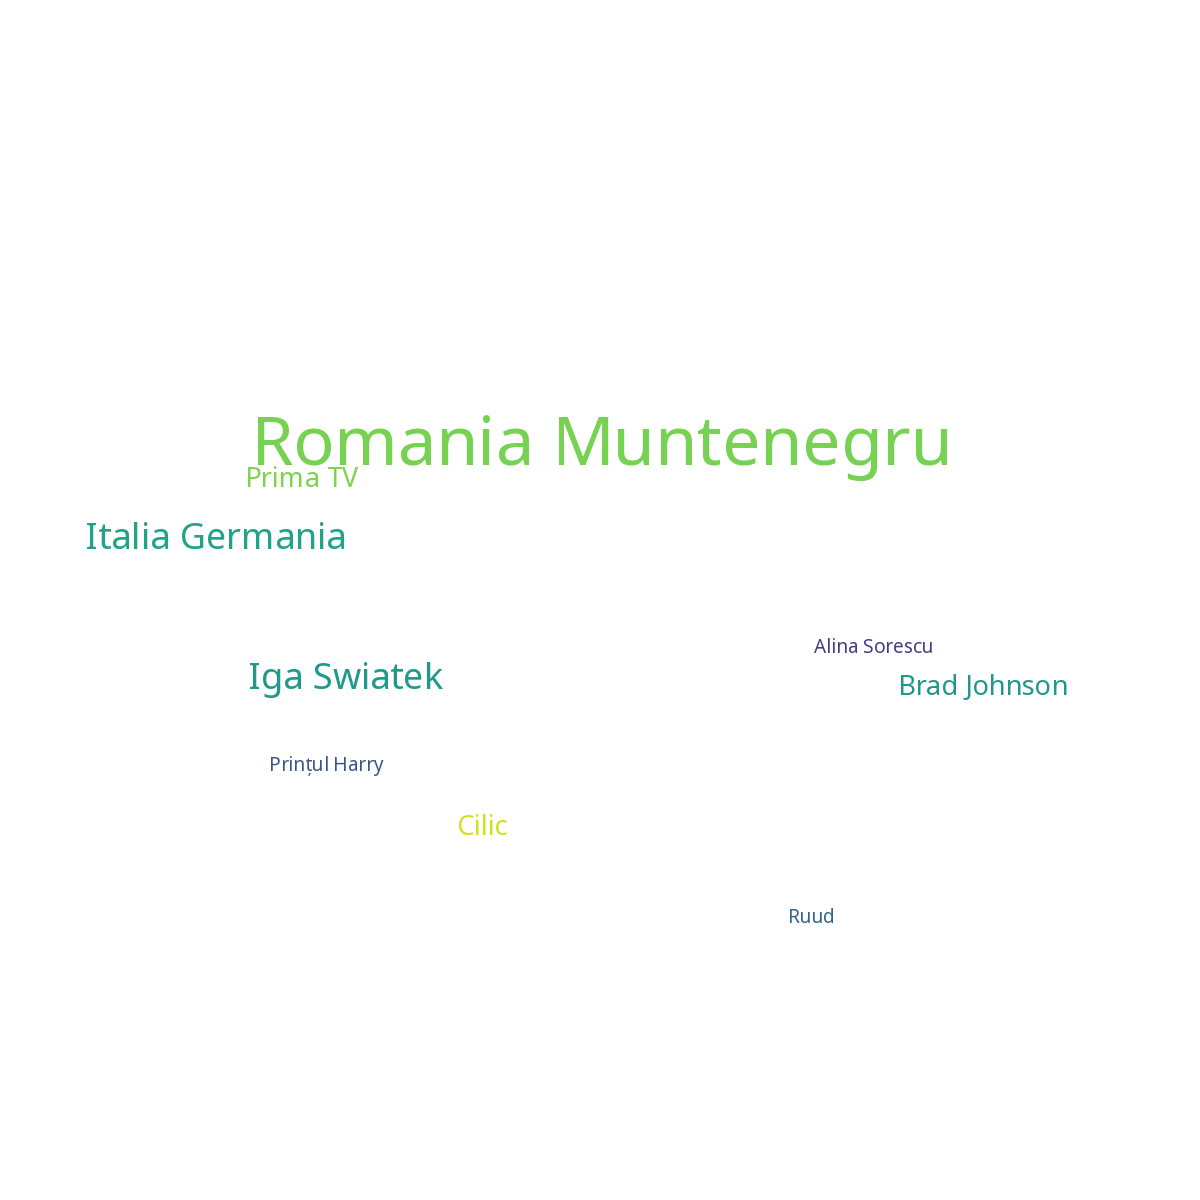 Romania Muntenegru
Prima TV
Italia Germania
Alina Sorescu
Iga Swiatek
Brad Johnson
Prințul Harry
Cilic
Ruud